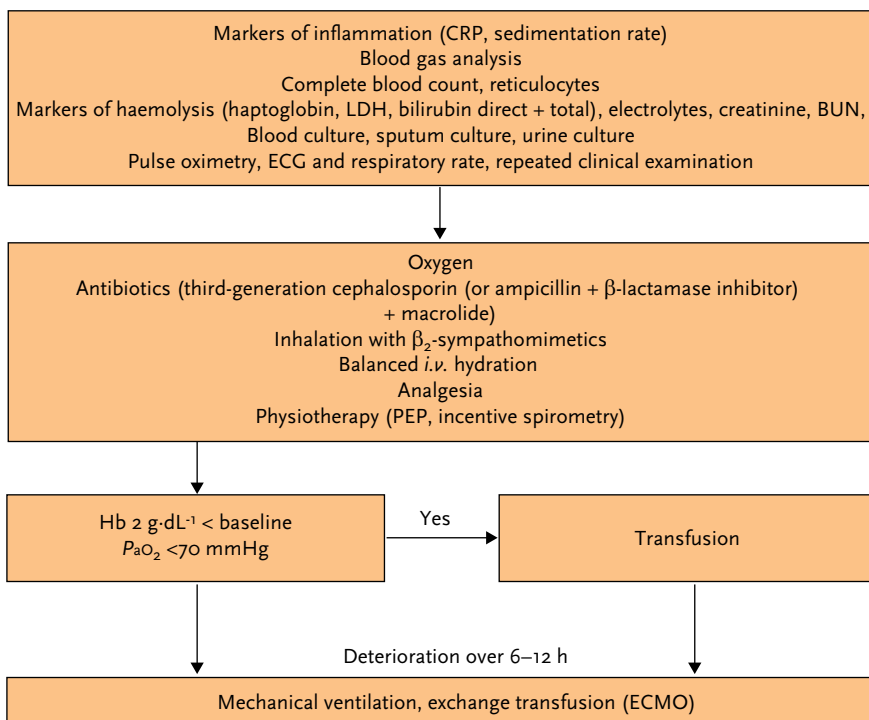 Markers of inflammation (CRP, sedimentation rate)
Blood gas analysis
Complete blood count, reticulocytes
Markers of haemolysis (haptoglobin, LDH, bilirubin direct + total), electrolytes, creatinine, BUN,
Blood culture, sputum culture, urine culture
Pulse oximetry, ECG and respiratory rate, repeated clinical examination
Oxygen
Antibiotics (third-generation cephalosporin (or ampicillin + β-lactamase inhibitor)
+ macrolide)
Inhalation with β₂-sympathomimetics
Balanced i.v. hydration
Analgesia
Physiotherapy (PEP, incentive spirometry)
Hb 2 g·dL⁻¹ < baseline
PaO₂ <70 mmHg
Yes
Transfusion
Deterioration over 6–12 h
Mechanical ventilation, exchange transfusion (ECMO)